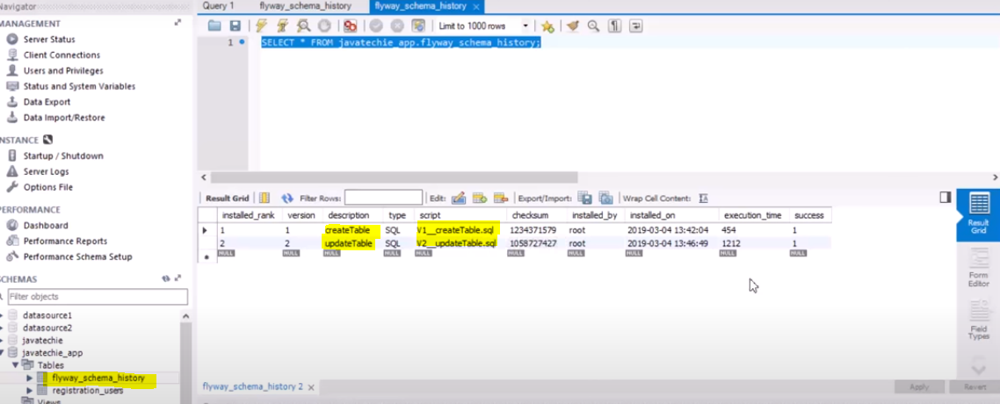 Navigator
MANAGEMENT
Server Status
Client Connections
Users and Privileges
Status and System Variables
Data Export
Data Import/Restore
INSTANCE
Startup / Shutdown
Server Logs
Options File
PERFORMANCE
Dashboard
Performance Reports
Performance Schema Setup
SCHEMAS
Filter objects
datasource1
datasource2
javatechie
javatechie_app
Tables
flyway_schema_history
registration_users
Views
Query 1 flyway_schema_history flyway_schema_history
Limit to 1000 rows
1 SELECT * FROM javatechie_app.flyway_schema_history;
Result Grid Filter Rows: Edit: Export/Import: Wrap Cell Content:
installed_rank version description type script checksum installed_by installed_on execution_time success
1 1 createTable SQL V1__createTable.sql 1234371579 root 2019-03-04 13:42:04 454 1
2 2 updateTable SQL V2__updateTable.sql 1058727427 root 2019-03-04 13:46:49 1212 1
NULL NULL NULL NULL NULL NULL NULL NULL NULL NULL
Result
Grid
Form
Editor
Field
Types
flyway_schema_history 2
Apply Revert